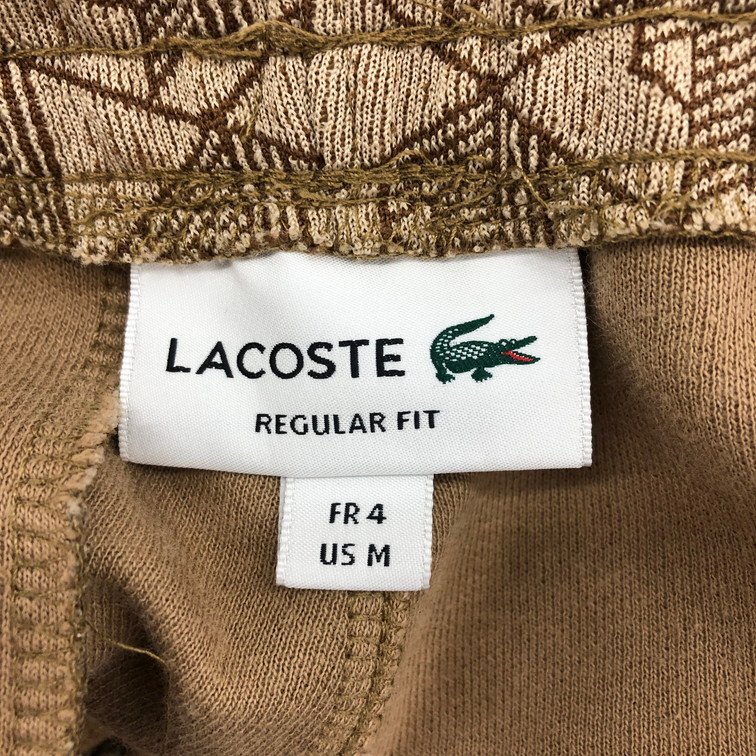 LACOSTE
REGULAR FIT
FR 4
US M